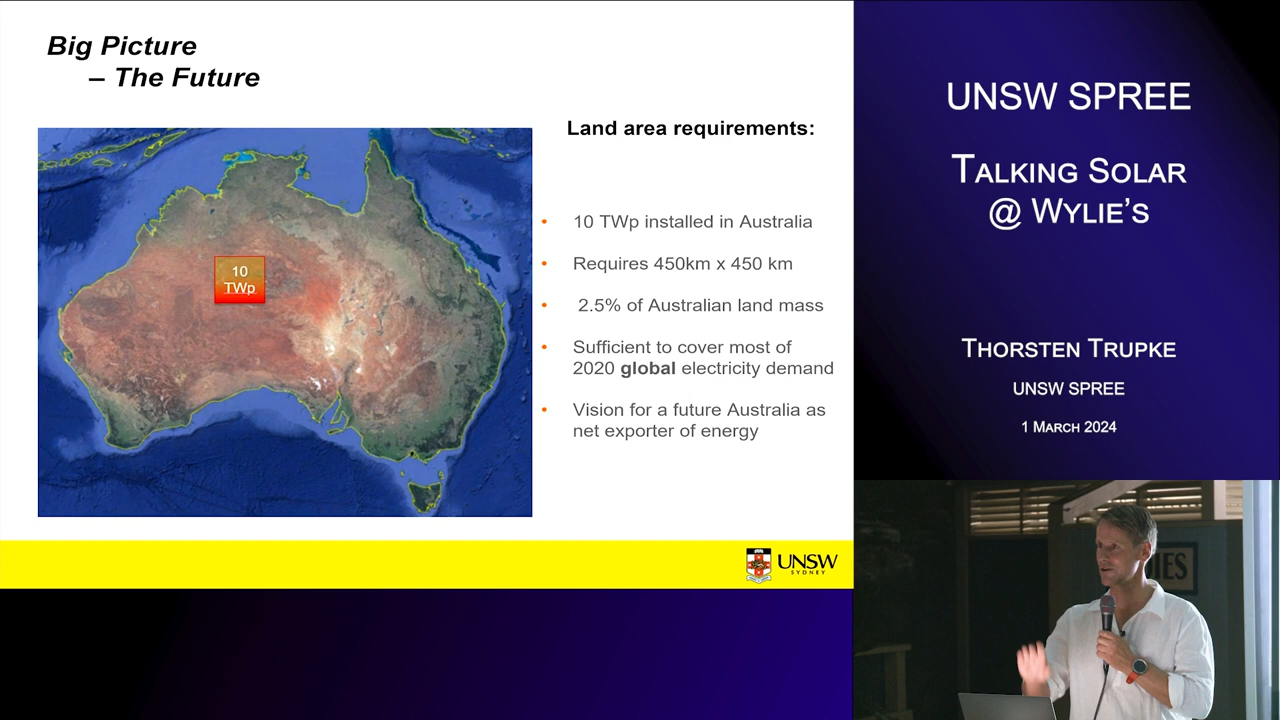 Big Picture
– The Future
Land area requirements:
10
TWp
• 10 TWp installed in Australia
• Requires 450km x 450 km
• 2.5% of Australian land mass
• Sufficient to cover most of
2020 global electricity demand
• Vision for a future Australia as
net exporter of energy
UNSW
SYDNEY
UNSW SPREE
TALKING SOLAR
@ WYLIE'S
THORSTEN TRUPKE
UNSW SPREE
1 MARCH 2024